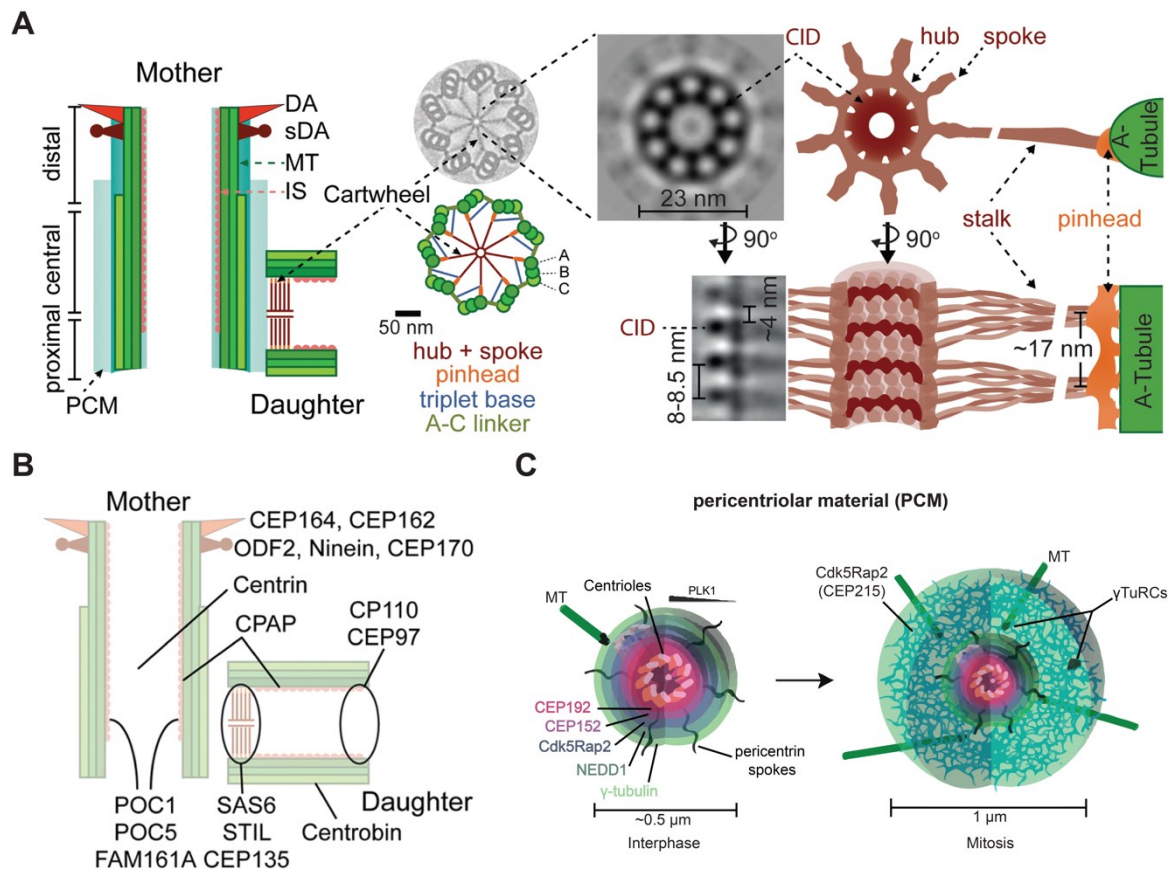 A
Mother
DA
sDA
MT
IS
distal
central
proximal
Cartwheel
PCM
Daughter
A
B
C
50 nm
hub + spoke
pinhead
triplet base
A-C linker
CID
hub
spoke
23 nm
A-
Tubule
stalk
pinhead
90°
90°
CID
~4 nm
8-8.5 nm
~17 nm
A-Tubule
B
Mother
CEP164, CEP162
ODF2, Ninein, CEP170
Centrin
CPAP
CP110
CEP97
Daughter
POC1
POC5
FAM161A
SAS6
STIL
CEP135
Centrobin
C
pericentriolar material (PCM)
Centrioles
PLK1
MT
CEP192
CEP152
Cdk5Rap2
NEDD1
γ-tubulin
pericentrin
spokes
~0.5 µm
Interphase
Cdk5Rap2
(CEP215)
MT
γTuRCs
1 µm
Mitosis